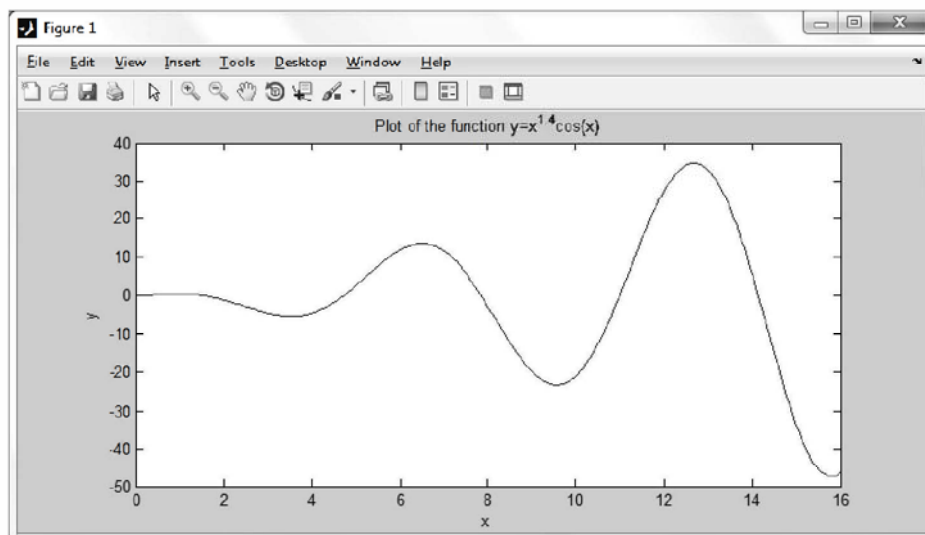 Figure 1
File Edit View Insert Tools Desktop Window Help
Plot of the function y=x^1.4cos(x)
40
30
20
10
0
-10
-20
-30
-40
-50
y
0 2 4 6 8 10 12 14 16
x